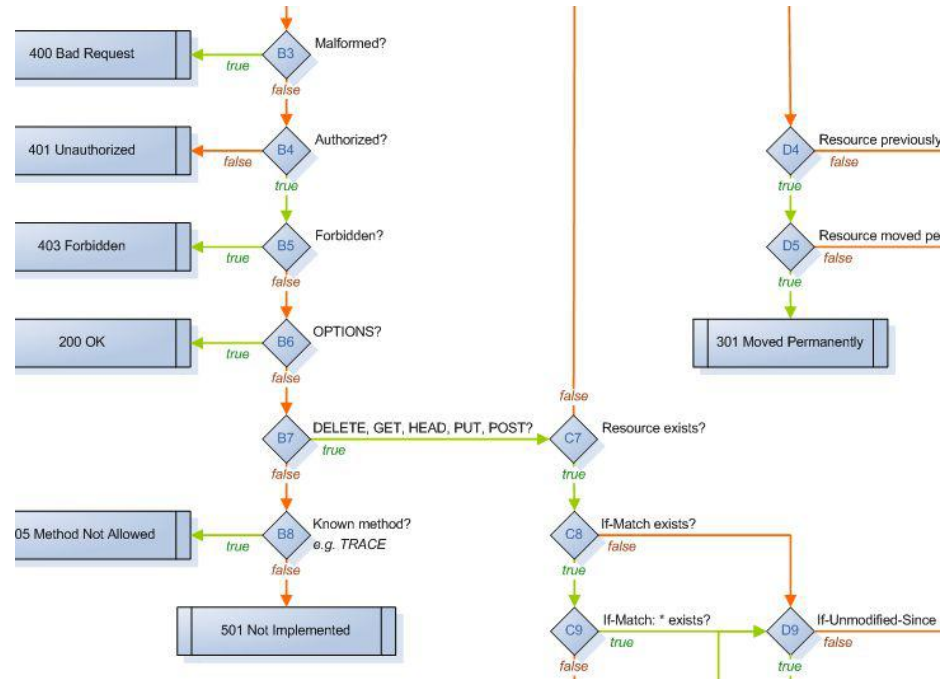 Malformed?
B3
400 Bad Request
true
false
Authorized?
B4
401 Unauthorized
false
true
Forbidden?
B5
403 Forbidden
true
false
OPTIONS?
B6
200 OK
true
false
DELETE, GET, HEAD, PUT, POST?
B7
true
false
Known method?
e.g. TRACE
B8
05 Method Not Allowed
true
false
501 Not Implemented
false
C7
Resource exists?
true
If-Match exists?
C8
false
true
If-Match: * exists?
C9
true
false
Resource previously
D4
true
Resource moved pe
D5
false
true
301 Moved Permanently
If-Unmodified-Since
D9
false
true